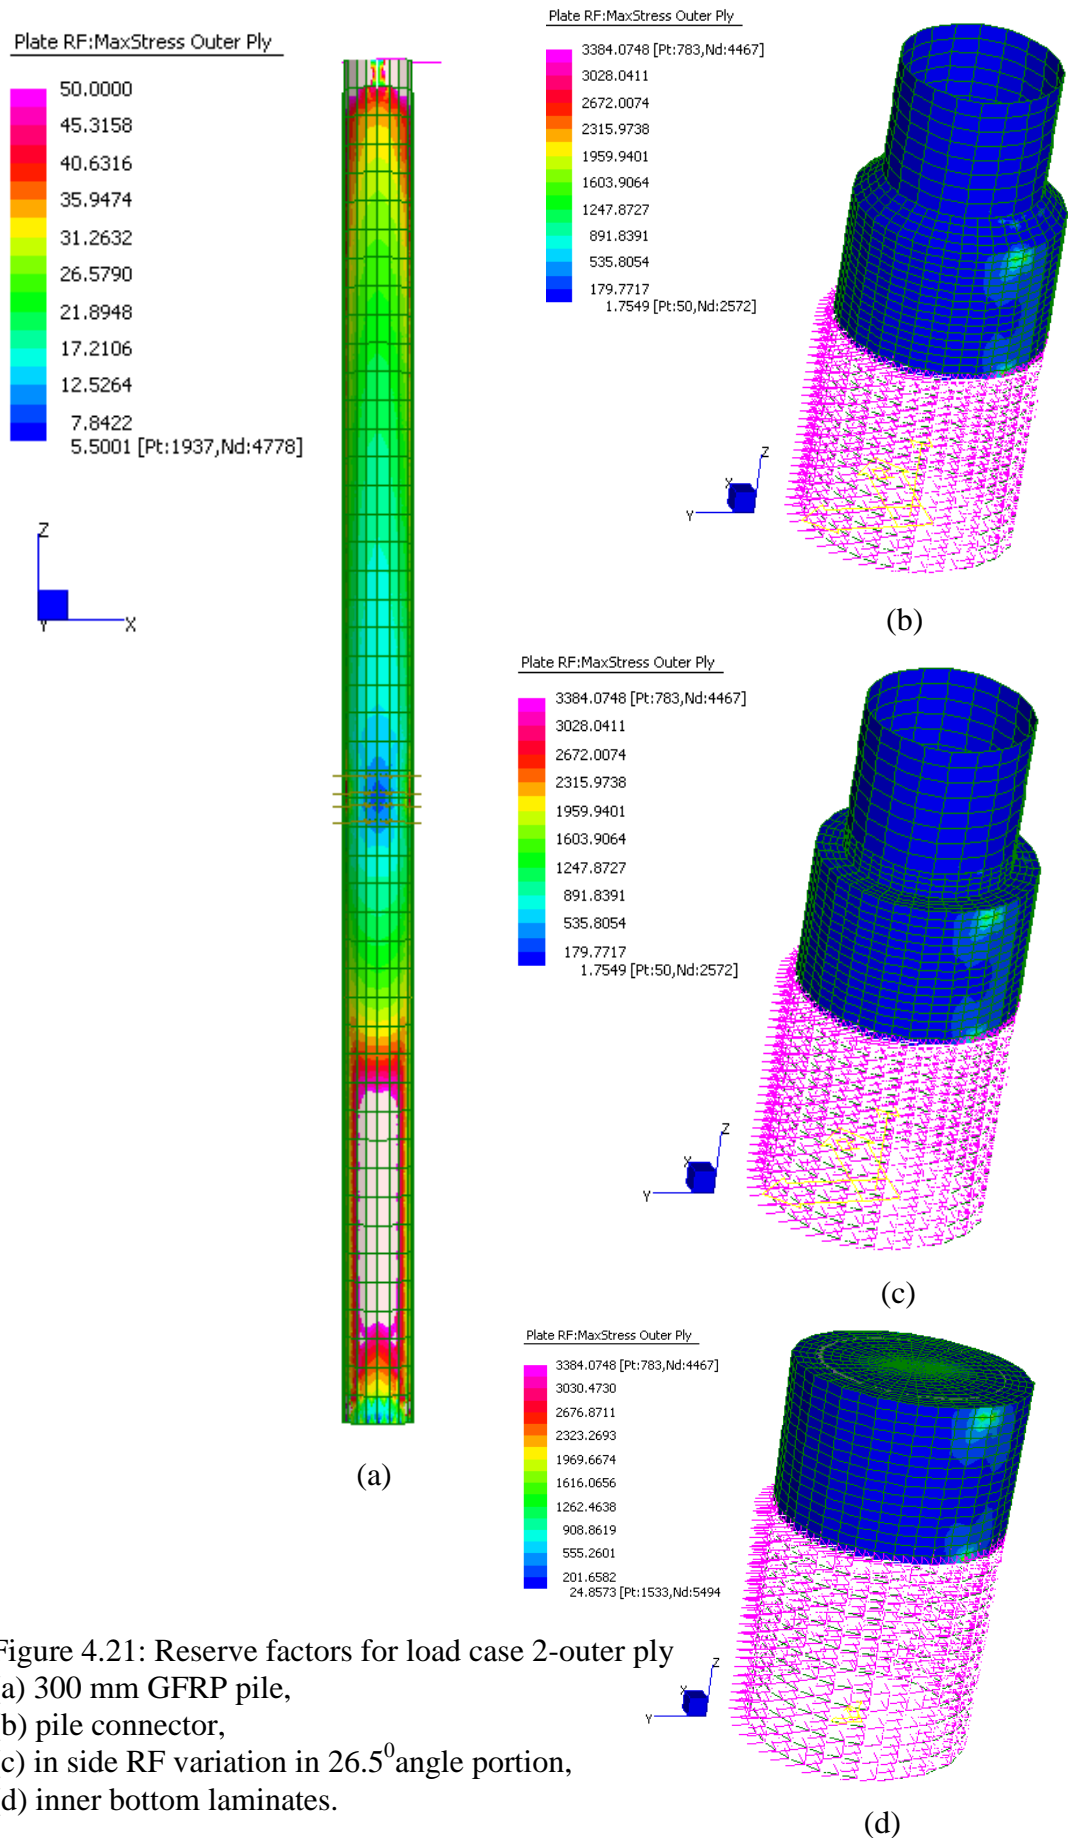 Plate RF:MaxStress Outer Ply
50.0000
45.3158
40.6316
35.9474
31.2632
26.5790
21.8948
17.2106
12.5264
7.8422
5.5001 [Pt:1937,Nd:4778]
Z
Y
X
(a)
Plate RF:MaxStress Outer Ply
3384.0748 [Pt:783,Nd:4467]
3028.0411
2672.0074
2315.9738
1959.9401
1603.9064
1247.8727
891.8391
535.8054
179.7717
1.7549 [Pt:50,Nd:2572]
Z
X
Y
(b)
Plate RF:MaxStress Outer Ply
3384.0748 [Pt:783,Nd:4467]
3028.0411
2672.0074
2315.9738
1959.9401
1603.9064
1247.8727
891.8391
535.8054
179.7717
1.7549 [Pt:50,Nd:2572]
Z
X
Y
(c)
Plate RF:MaxStress Outer Ply
3384.0748 [Pt:783,Nd:4467]
3030.4730
2676.8711
2323.2693
1969.6674
1616.0656
1262.4638
908.8619
555.2601
201.6582
24.8573 [Pt:1533,Nd:5494
Z
X
Y
(d)
Figure 4.21: Reserve factors for load case 2-outer ply
a) 300 mm GFRP pile,
b) pile connector,
c) in side RF variation in 26.5⁰angle portion,
d) inner bottom laminates.